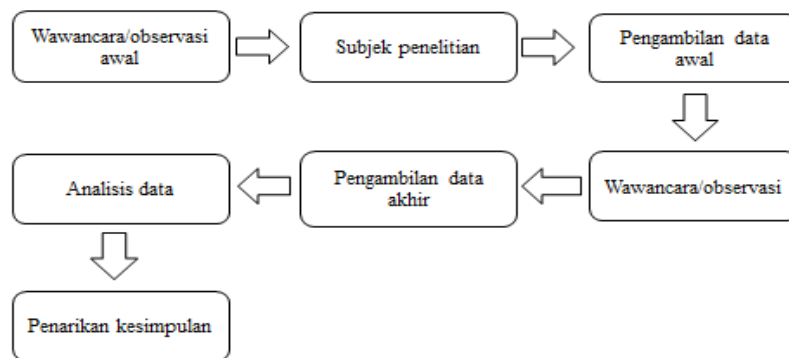 Wawancara/observasi
awal
Subjek penelitian
Pengambilan data
awal
Wawancara/observasi
Pengambilan data
akhir
Analisis data
Penarikan kesimpulan